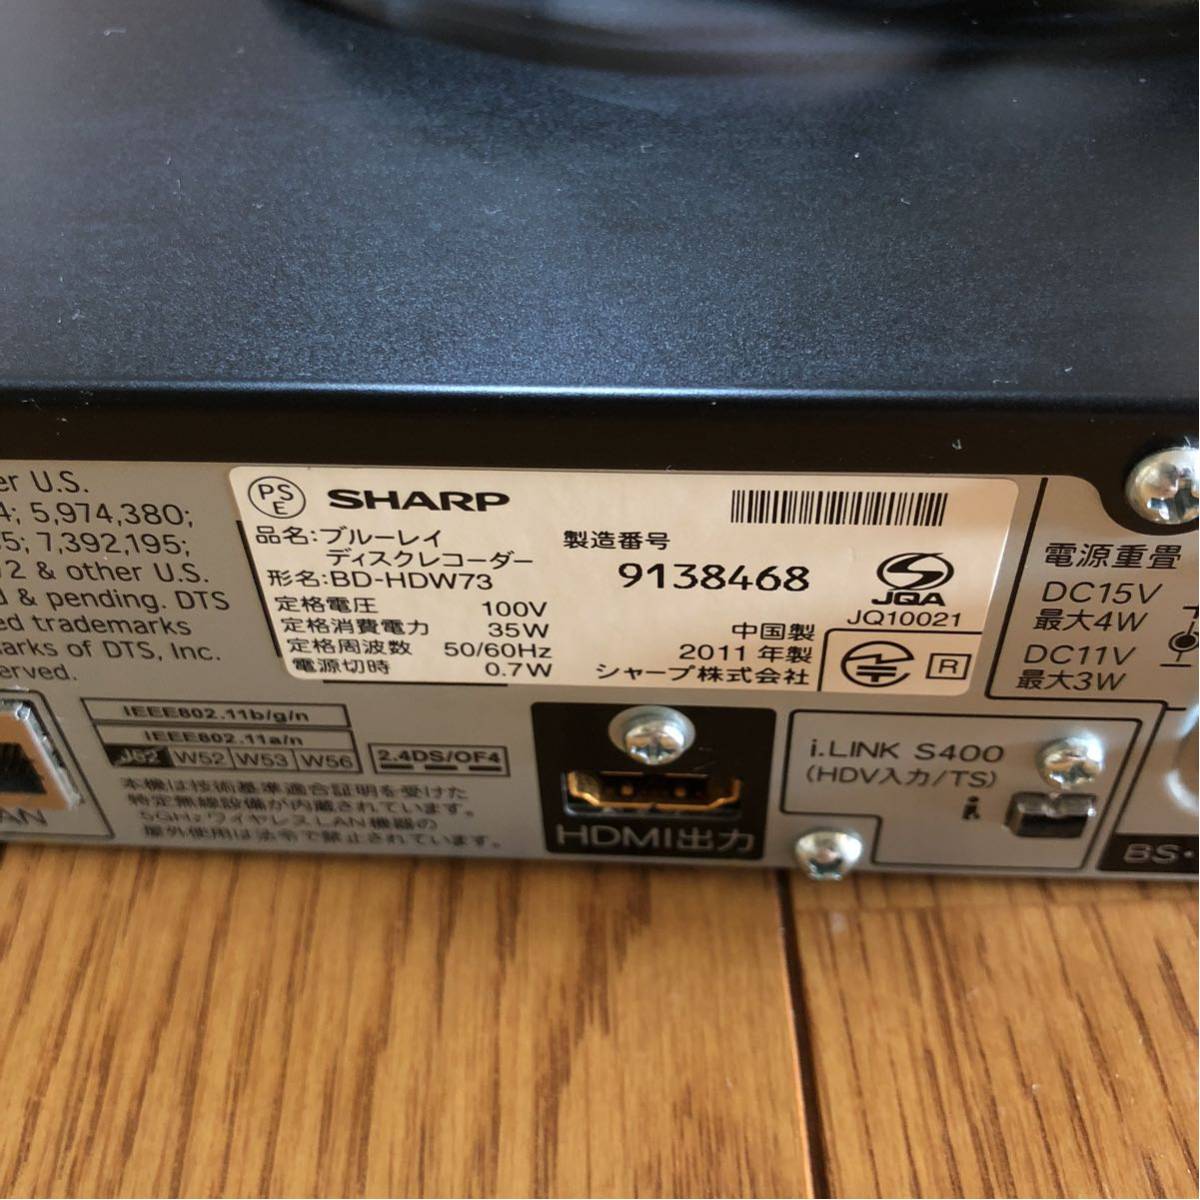 er U.S.
4; 5,974,380;
5; 7,392,195;
2 & other U.S.
d & pending. DTS
ed trademarks
rks of DTS, Inc.
erved.
PSE
SHARP
品名:ブルーレイ
ディスクレコーダー
形名:BD-HDW73
定格電圧 100V
定格消費電力 35W
定格周波数 50/60Hz
電源切時 0.7W
製造番号
9138468
中国製
2011年製
シャープ株式会社
JQA
JQ10021
R
電源重畳
DC15V
最大4W
DC11V
最大3W
AN
IEEE802.11b/g/n
IEEE802.11a/n
J52 W52 W53 W56
2.4DS/OF4
本機は技術基準適合証明を受けた
特定無線設備が内蔵されています。
5GHzワイヤレスLAN機器の
屋外使用は法令で禁止されています。
HDMI出力
i.LINK S400
(HDV入力/TS)
BS・